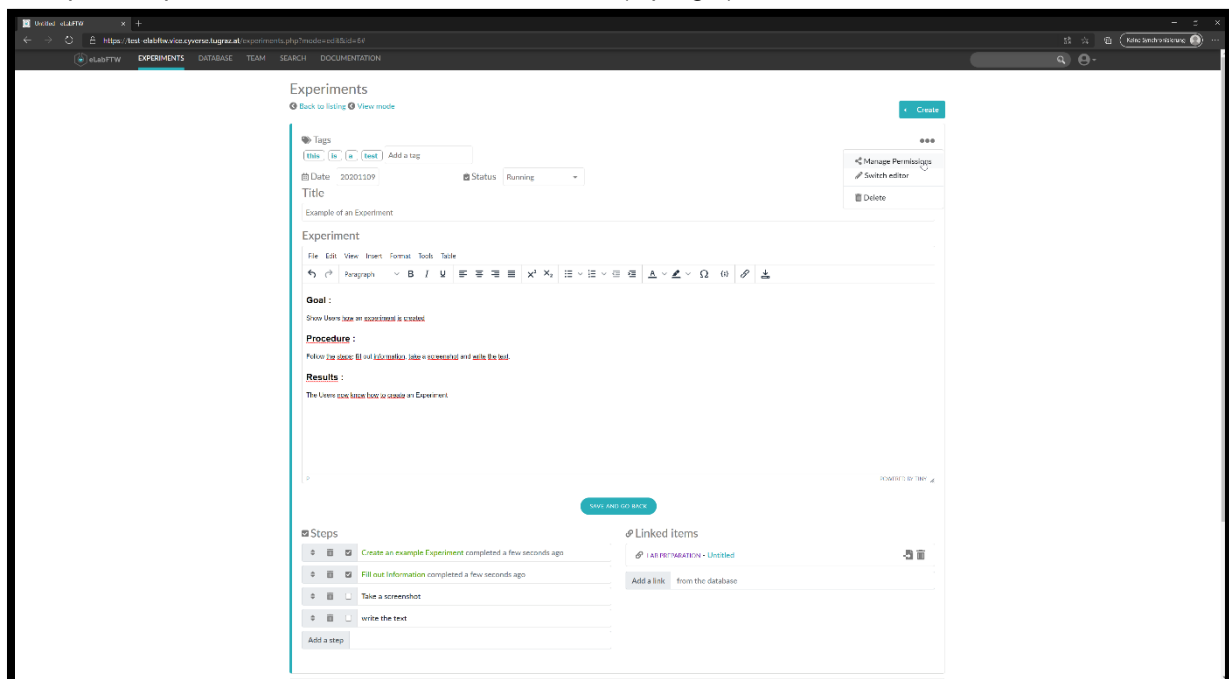 Untitled - eLabFTW
https://test-elabftw.vice.cyverse.tugraz.at/experiments.php?mode=edit&id=6#
Keine Synchronisierung
eLabFTW EXPERIMENTS DATABASE TEAM SEARCH DOCUMENTATION
Experiments
Back to listing View mode
Create
Tags
this is a test Add a tag
Manage Permissions
Date 20201109 Status Running
Switch editor
Title
Delete
Example of an Experiment
Experiment
File Edit View Insert Format Tools Table
Paragraph B I U
Goal :
Show Users how an experiment is created
Procedure :
Follow the steps: fill out information, take a screenshot and write the text.
Results :
The Users now know how to create an Experiment
POWERED BY TINY
SAVE AND GO BACK
Steps Linked items
Create an example Experiment completed a few seconds ago
LAB PREPARATION - Untitled
Fill out Information completed a few seconds ago
Add a link from the database
Take a screenshot
write the text
Add a step